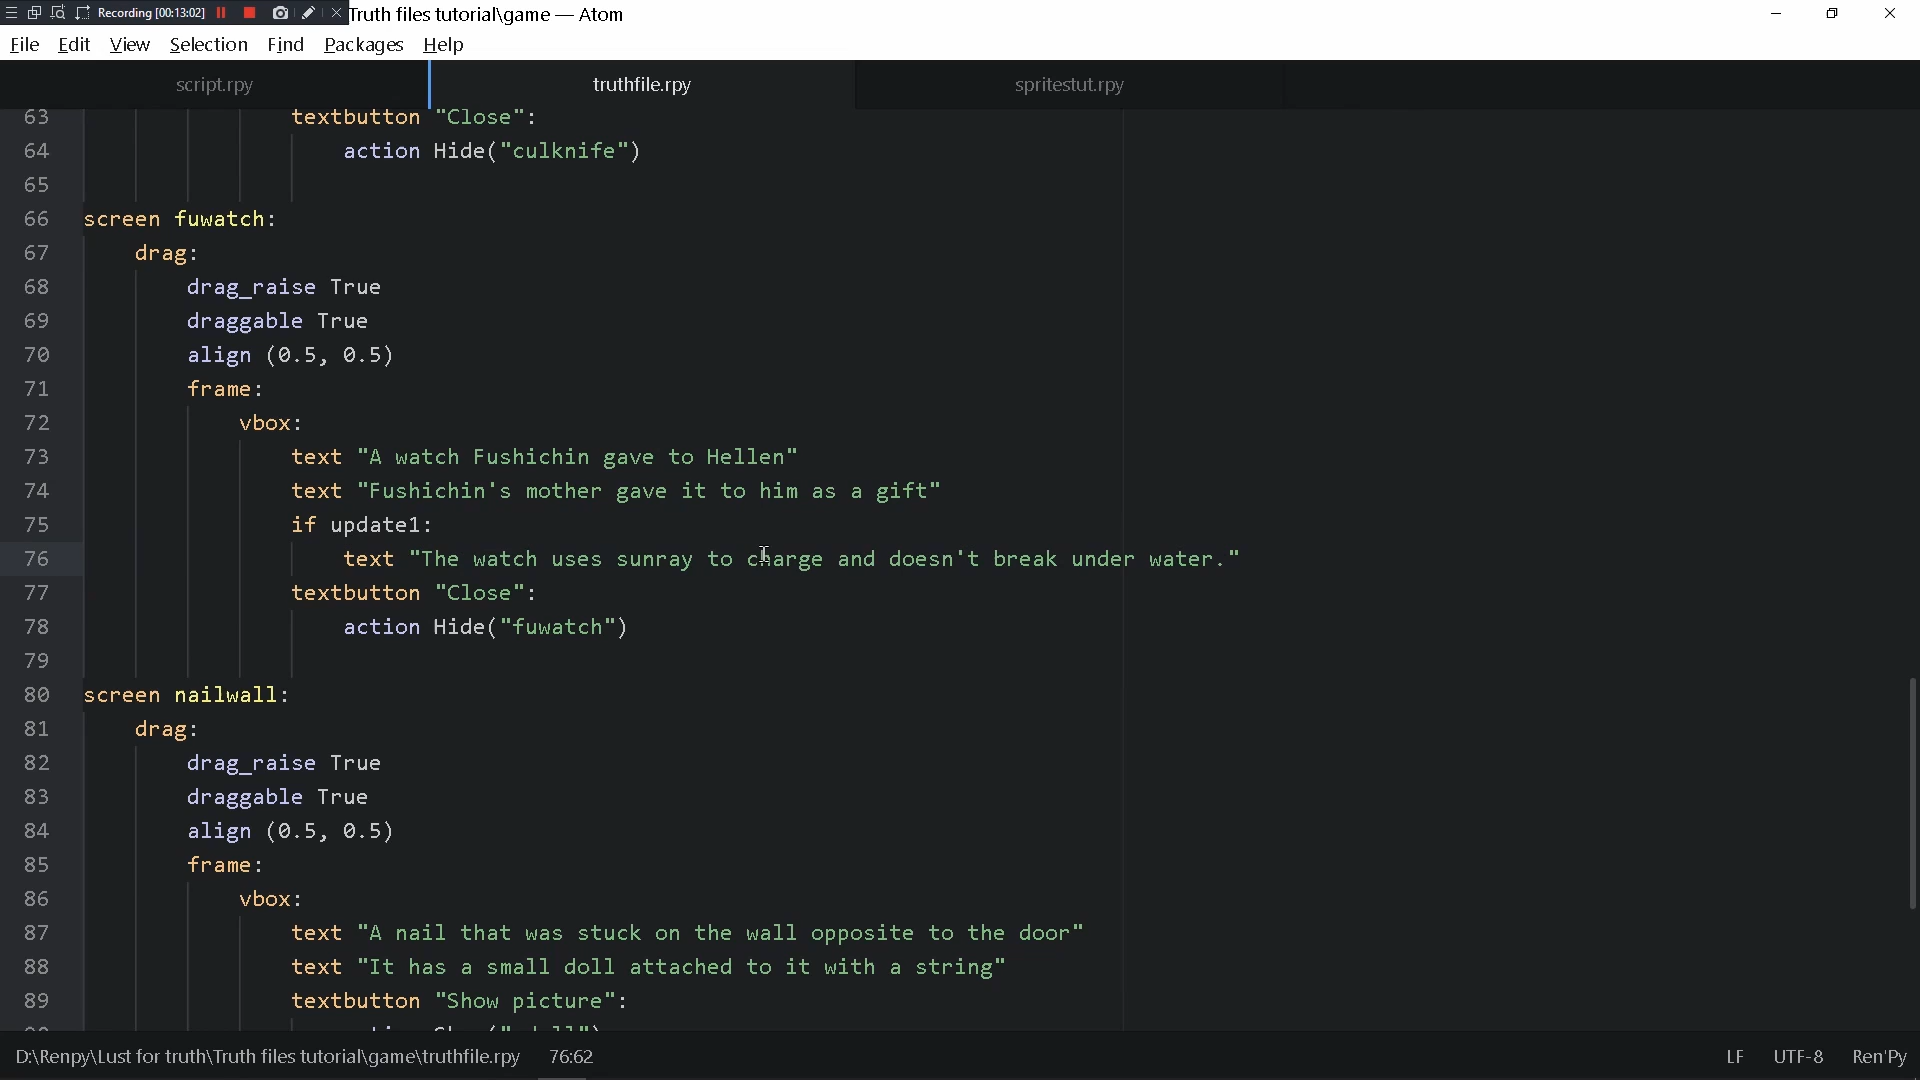 Recording [00:13:02] Truth files tutorial\game — Atom
File Edit View Selection Find Packages Help
script.rpy truthfile.rpy spritestut.rpy
63 textbutton "Close":
64 action Hide("culknife")
65
66 screen fuwatch:
67 drag:
68 drag_raise True
69 draggable True
70 align (0.5, 0.5)
71 frame:
72 vbox:
73 text "A watch Fushichin gave to Hellen"
74 text "Fushichin's mother gave it to him as a gift"
75 if update1:
76 text "The watch uses sunray to charge and doesn't break under water."
77 textbutton "Close":
78 action Hide("fuwatch")
79
80 screen nailwall:
81 drag:
82 drag_raise True
83 draggable True
84 align (0.5, 0.5)
85 frame:
86 vbox:
87 text "A nail that was stuck on the wall opposite to the door"
88 text "It has a small doll attached to it with a string"
89 textbutton "Show picture":
D:\Renpy\Lust for truth\Truth files tutorial\game\truthfile.rpy 76:62 LF UTF-8 Ren'Py